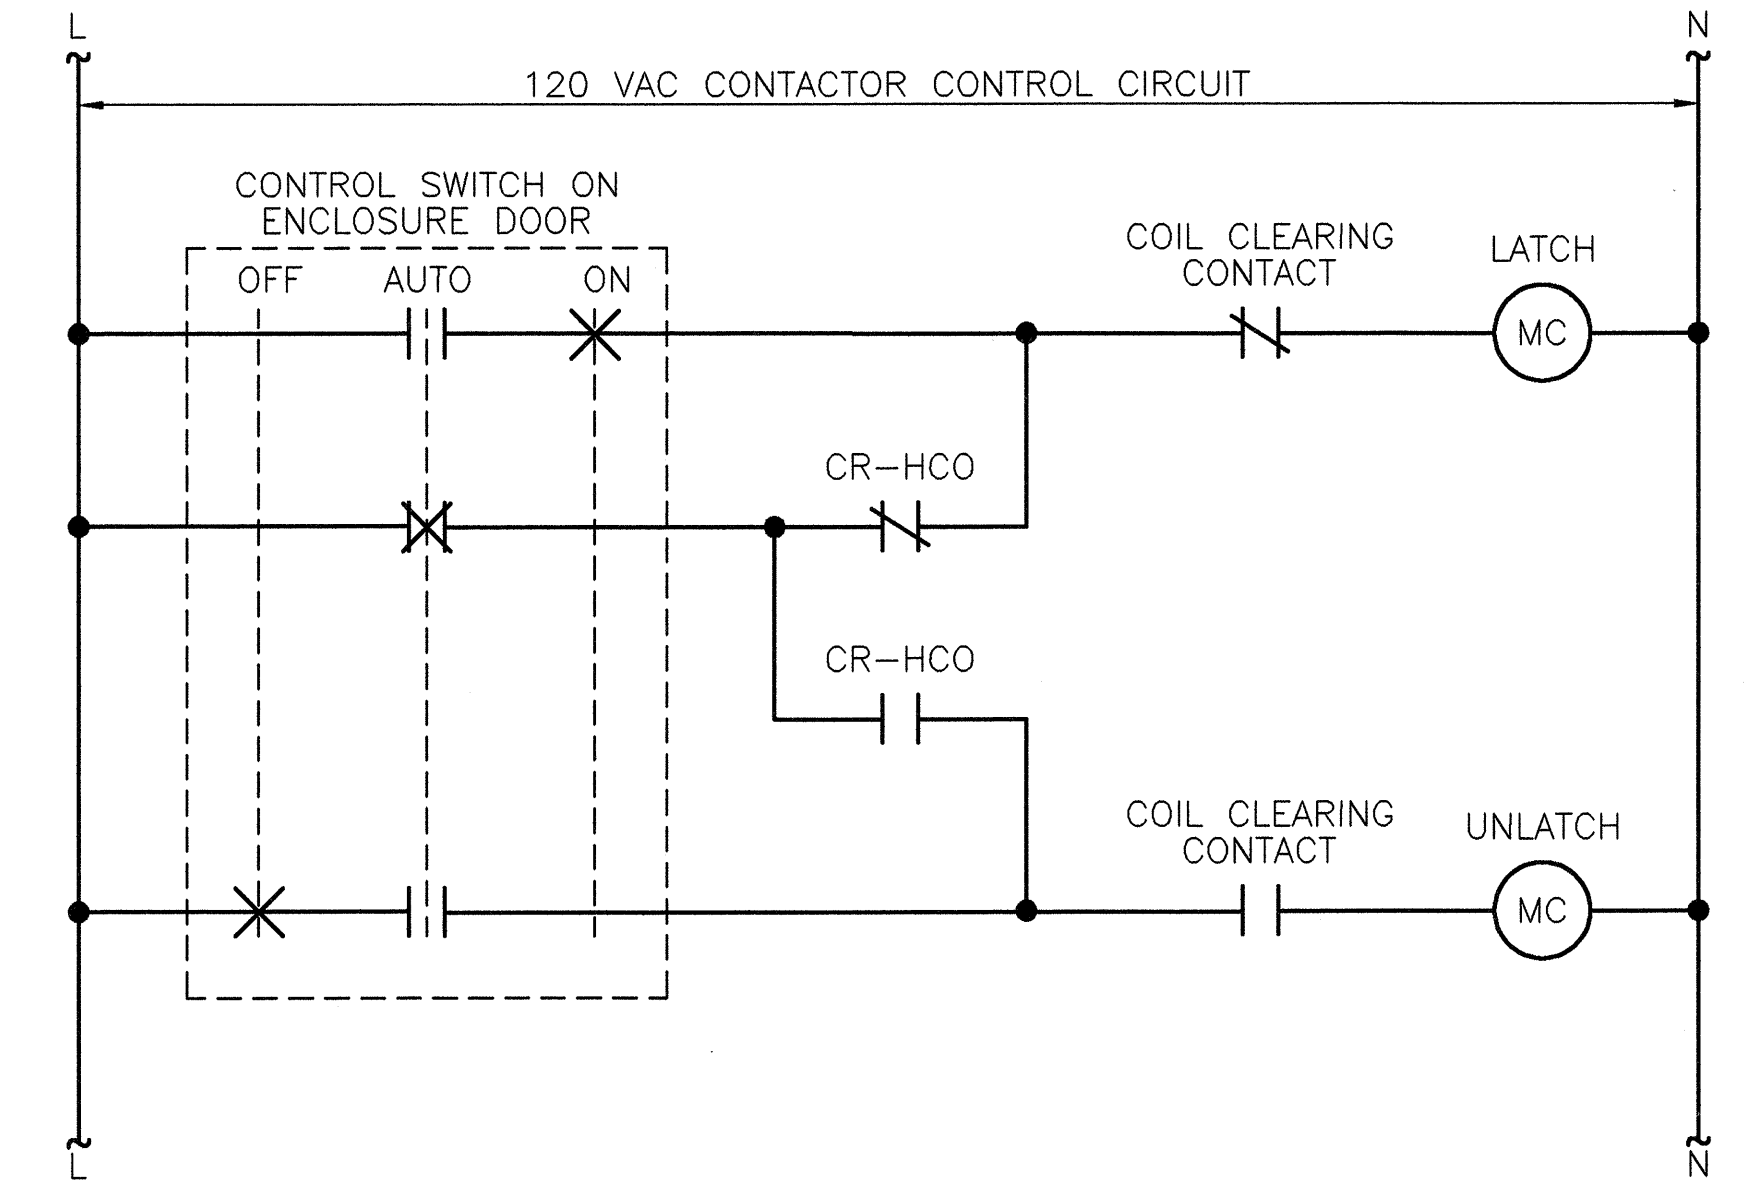 L
N
120 VAC CONTACTOR CONTROL CIRCUIT
CONTROL SWITCH ON
ENCLOSURE DOOR
OFF AUTO ON
COIL CLEARING
CONTACT
LATCH
MC
CR-HCO
CR-HCO
COIL CLEARING
CONTACT
UNLATCH
MC
L
N